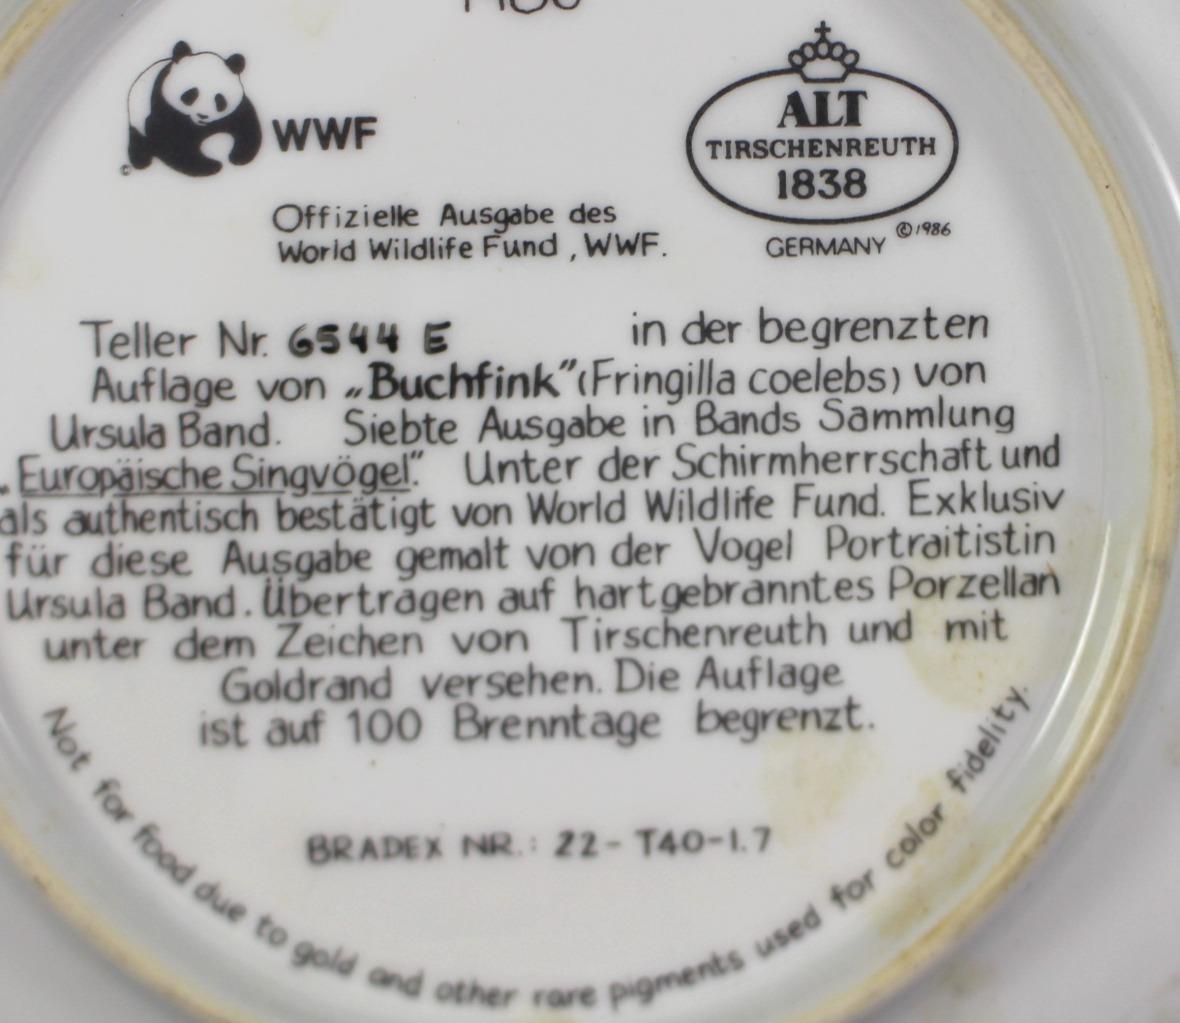 WWF
ALT
TIRSCHENREUTH
1838
GERMANY ©1986
Offizielle Ausgabe des
World Wildlife Fund, WWF.
Teller Nr. 6544 E in der begrenzten
Auflage von „Buchfink" (Fringilla coelebs) von
Ursula Band. Siebte Ausgabe in Bands Sammlung
„Europäische Singvögel." Unter der Schirmherrschaft und
als authentisch bestätigt von World Wildlife Fund. Exklusiv
für diese Ausgabe gemalt von der Vogel Portraitistin
Ursula Band. Übertragen auf hartgebranntes Porzellan
unter dem Zeichen von Tirschenreuth und mit
Goldrand versehen. Die Auflage
ist auf 100 Brenntage begrenzt.
BRADEX NR.: 22-T40-1.7
Not for food due to gold and other rare pigments used for color fidelity.